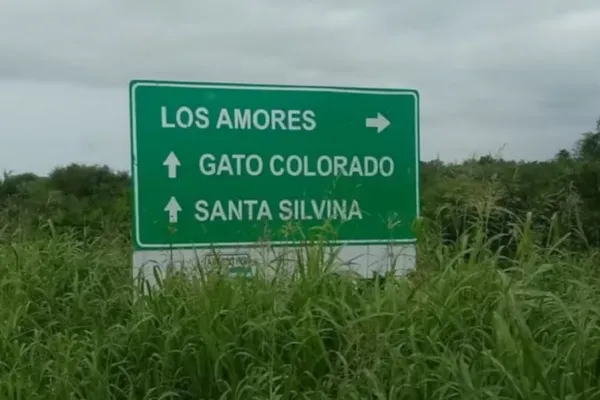 LOS AMORES →
↑ GATO COLORADO
↑ SANTA SILVINA